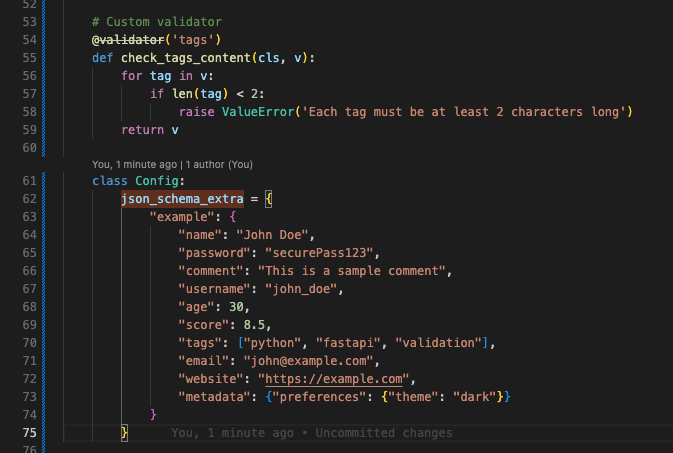 52
53 # Custom validator
54 @validator('tags')
55 def check_tags_content(cls, v):
56 for tag in v:
57 if len(tag) < 2:
58 raise ValueError('Each tag must be at least 2 characters long')
59 return v
60
You, 1 minute ago | 1 author (You)
61 class Config:
62 json_schema_extra = {
63 "example": {
64 "name": "John Doe",
65 "password": "securePass123",
66 "comment": "This is a sample comment",
67 "username": "john_doe",
68 "age": 30,
69 "score": 8.5,
70 "tags": ["python", "fastapi", "validation"],
71 "email": "john@example.com",
72 "website": "https://example.com",
73 "metadata": {"preferences": {"theme": "dark"}}
74 }
75 } You, 1 minute ago • Uncommitted changes
76